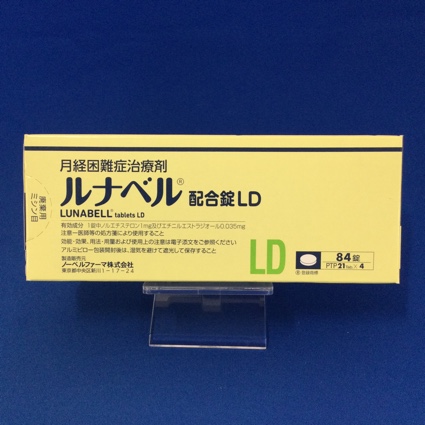 月経困難症治療剤
ルナベル® 配合錠LD
LUNABELL® tablets LD
有効成分 1錠中ノルエチステロン1mg及びエチニルエストラジオール0.035mg
注意－医師等の処方箋により使用すること
効能・効果、用法・用量および使用上の注意は電子添文をご参照ください
アルミピロー包装開封後は、湿気を避けて遮光して保存すること
製造販売元
ノーベルファーマ株式会社
東京都中央区新川1-17-24
LD
84錠
PTP 21 Tab. × 4
ミシン目